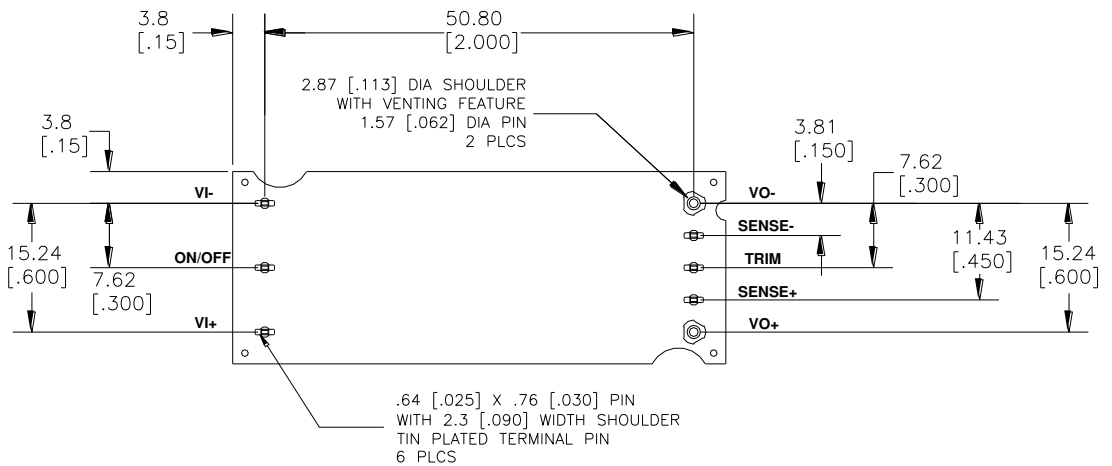 3.8
[.15]
50.80
[2.000]
2.87 [.113] DIA SHOULDER
WITH VENTING FEATURE
1.57 [.062] DIA PIN
2 PLCS
3.8
[.15]
3.81
[.150]
7.62
[.300]
VI-
VO-
SENSE-
15.24
[.600]
ON/OFF
7.62
[.300]
TRIM
11.43
[.450]
15.24
[.600]
SENSE+
VI+
VO+
.64 [.025] X .76 [.030] PIN
WITH 2.3 [.090] WIDTH SHOULDER
TIN PLATED TERMINAL PIN
6 PLCS